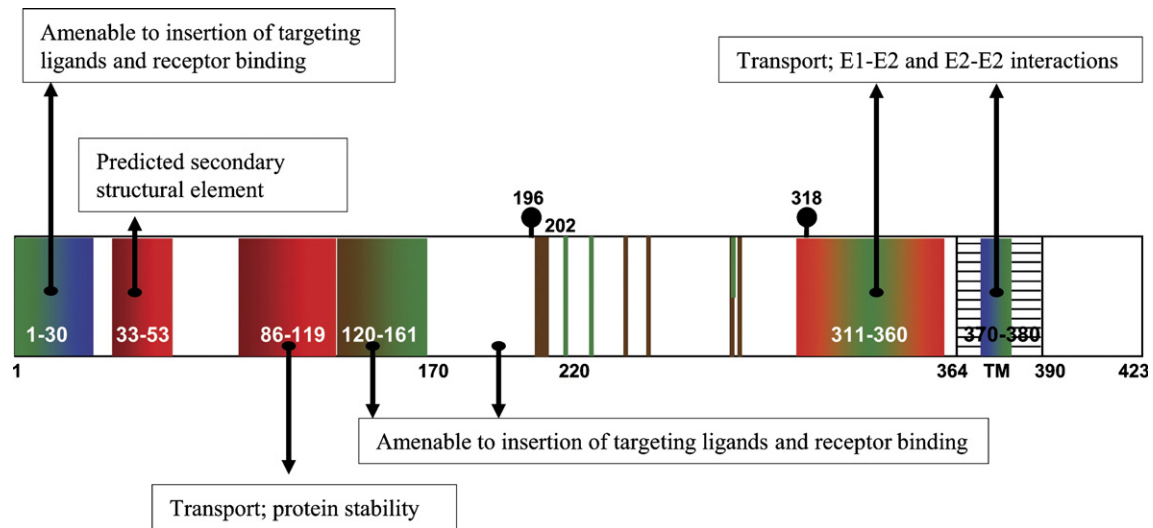 Amenable to insertion of targeting
ligands and receptor binding
Transport; E1-E2 and E2-E2 interactions
Predicted secondary
structural element
196
202
318
1-30
33-53
86-119
120-161
311-360
370-380
1
170
220
364
TM
390
423
Amenable to insertion of targeting ligands and receptor binding
Transport; protein stability